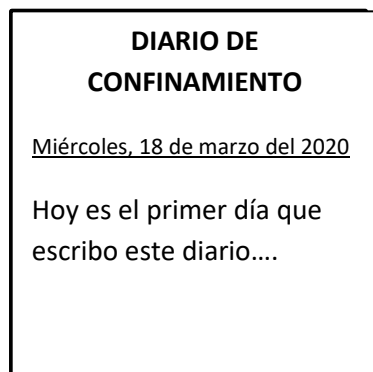 DIARIO DE
CONFINAMIENTO
Miércoles, 18 de marzo del 2020
Hoy es el primer día que
escribo este diario….